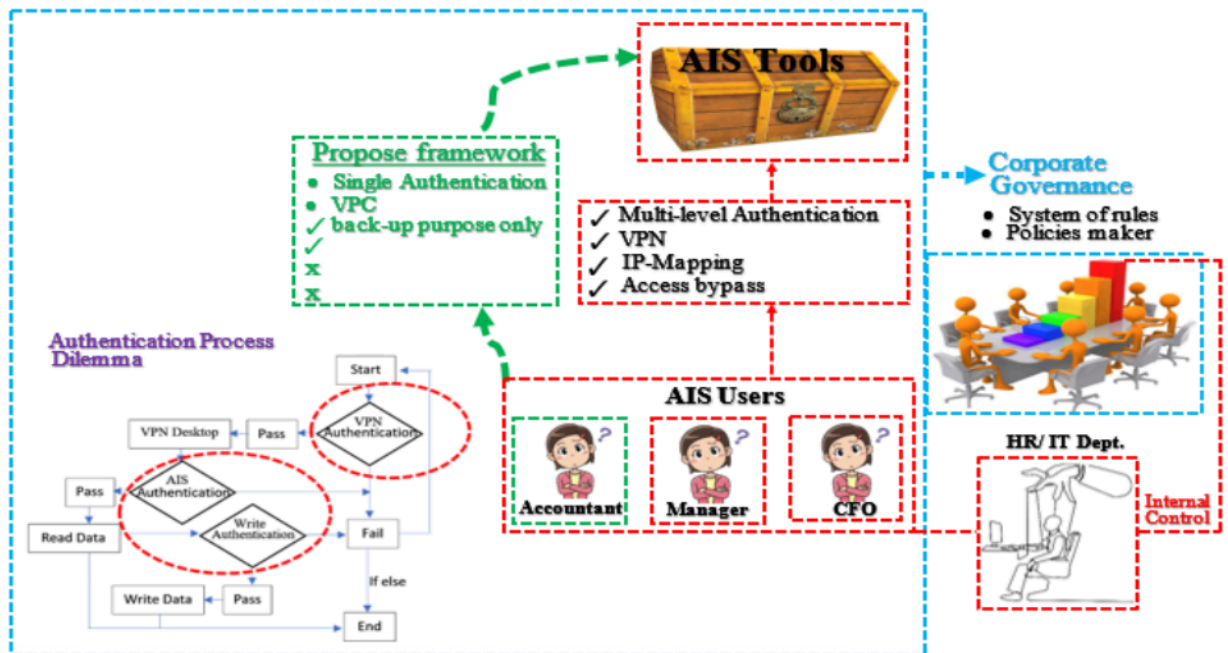 AIS Tools
Propose framework
• Single Authentication
• VPC
✓ back-up purpose only
✓
x
x
✓ Multi-level Authentication
✓ VPN
✓ IP-Mapping
✓ Access bypass
Corporate
Governance
• System of rules
• Policies maker
Authentication Process
Dilemma
Start
VPN
Authentication
Pass
VPN Desktop
AIS
Authentication
Pass
Write
Authentication
Fail
Read Data
If else
Write Data
Pass
End
AIS Users
?
?
?
Accountant
Manager
CFO
HR/ IT Dept.
Internal
Control